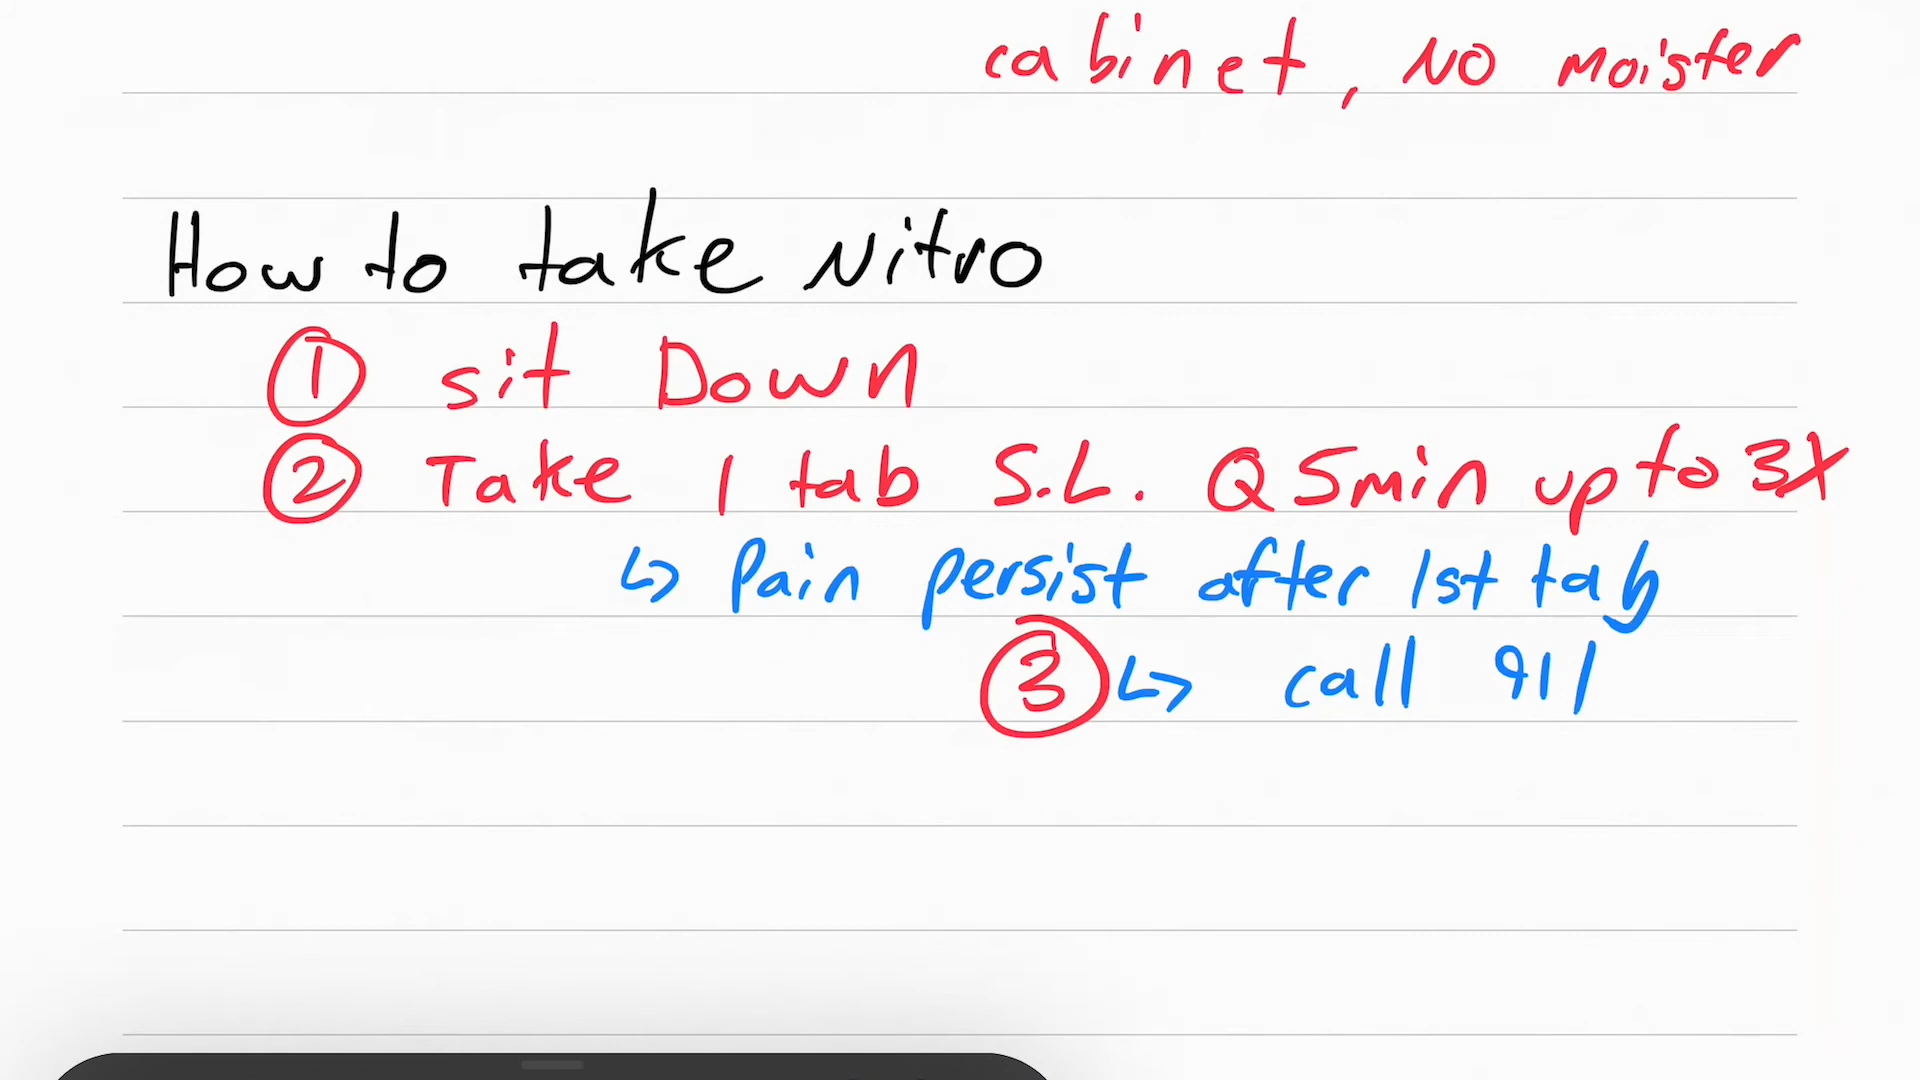 cabinet, NO Moister
How to take Nitro
① sit Down
② Take 1 tab S.L. Q 5min up to 3X
↳ Pain persist after 1st tab
③ ↳ call 911